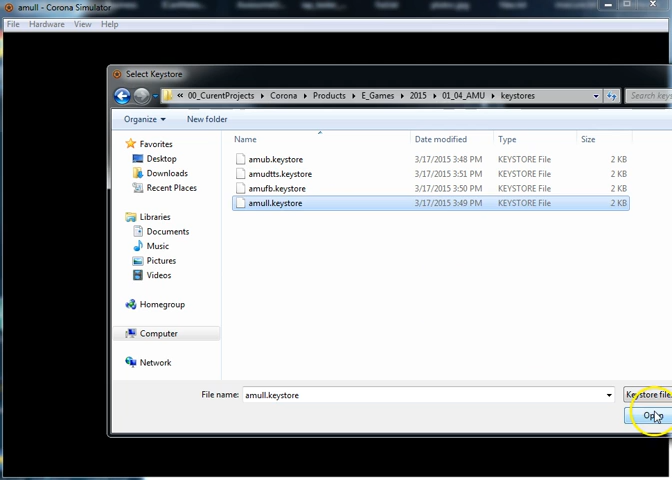 amull - Corona Simulator
File Hardware View Help
Select Keystore
« 00_CurentProjects Corona Products E_Games 2015 01_04_AMU keystores
Organize New folder
Name Date modified Type Size
Favorites
Desktop
Downloads
Recent Places
Libraries
Documents
Music
Pictures
Videos
Homegroup
Computer
Network
amub.keystore 3/17/2015 3:48 PM KEYSTORE File 2 KB
amudtts.keystore 3/17/2015 3:51 PM KEYSTORE File 2 KB
amufb.keystore 3/17/2015 3:50 PM KEYSTORE File 2 KB
amull.keystore 3/17/2015 3:49 PM KEYSTORE File 2 KB
File name: amull.keystore
Keystore file